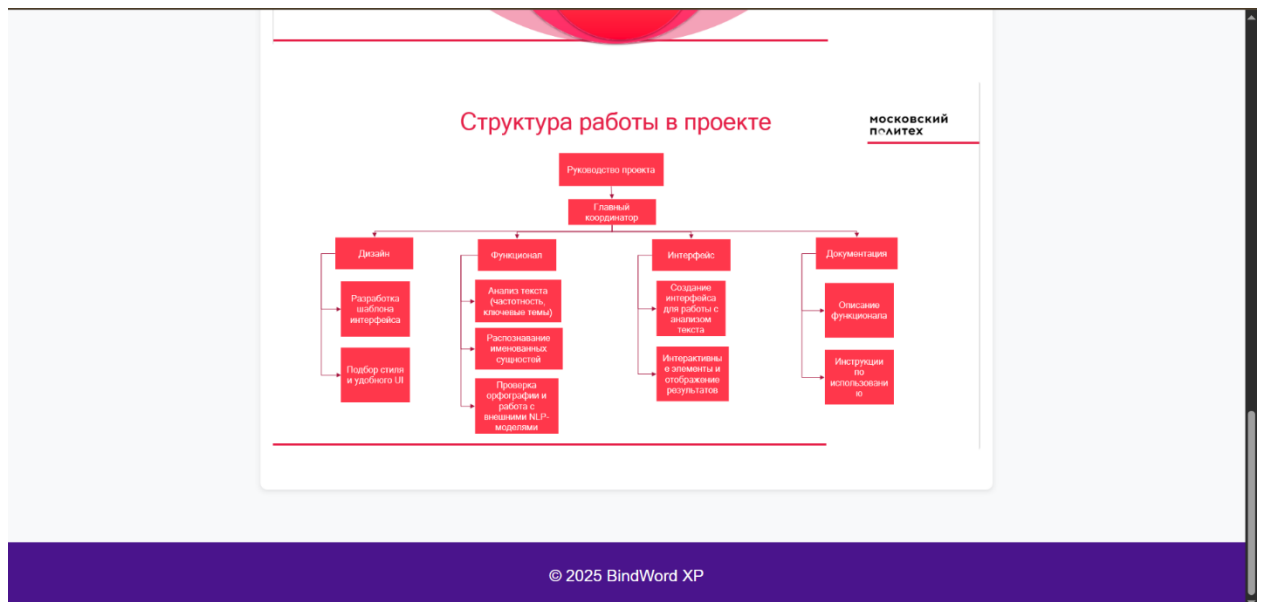 Структура работы в проекте
московский
политех
Руководство проекта
Главный
координатор
Дизайн
Функционал
Интерфейс
Документация
Разработка
шаблона
интерфейса
Подбор стиля
и удобного UI
Анализ текста
(частотность,
ключевые темы)
Распознавание
именованных
сущностей
Проверка
орфографии и
работа с
внешними NLP-
моделями
Создание
интерфейса
для работы с
анализом
текста
Интерактивны
е элементы и
отображение
результатов
Описание
функционала
Инструкции
по
использовани
ю
© 2025 BindWord XP